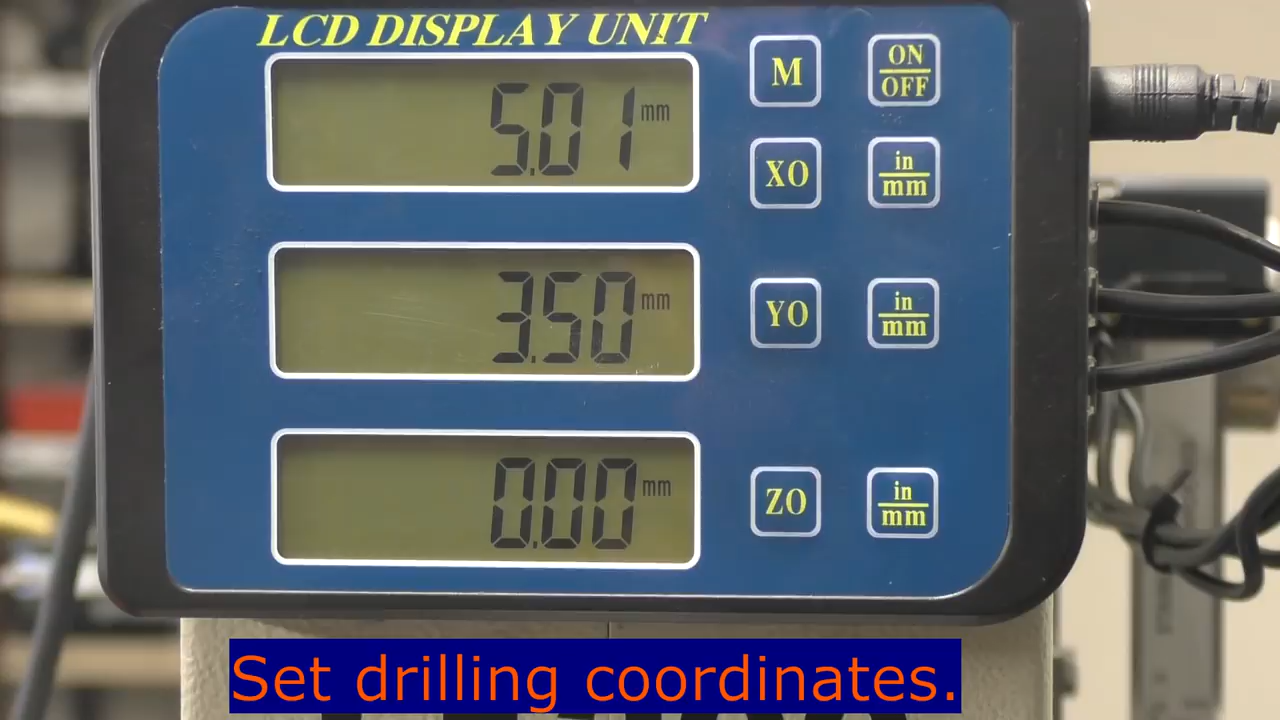 LCD DISPLAY UNIT
5.01 mm
M
ON
OFF
XO
in
mm
3.50 mm
YO
in
mm
0.00 mm
ZO
in
mm
Set drilling coordinates.